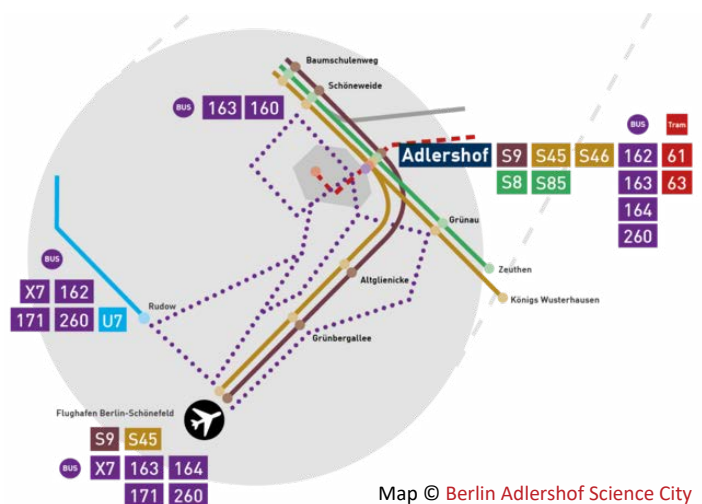 Baumschulenweg
Schöneweide
BUS 163 160
BUS Tram
Adlershof S9 S45 S46 162 61
S8 S85 163 63
164
260
Grünau
Zeuthen
Königs Wusterhausen
Altglienicke
BUS
X7 162
171 260 U7
Rudow
Grünbergallee
Flughafen Berlin-Schönefeld
S9 S45
BUS X7 163 164
171 260
Map © Berlin Adlershof Science City